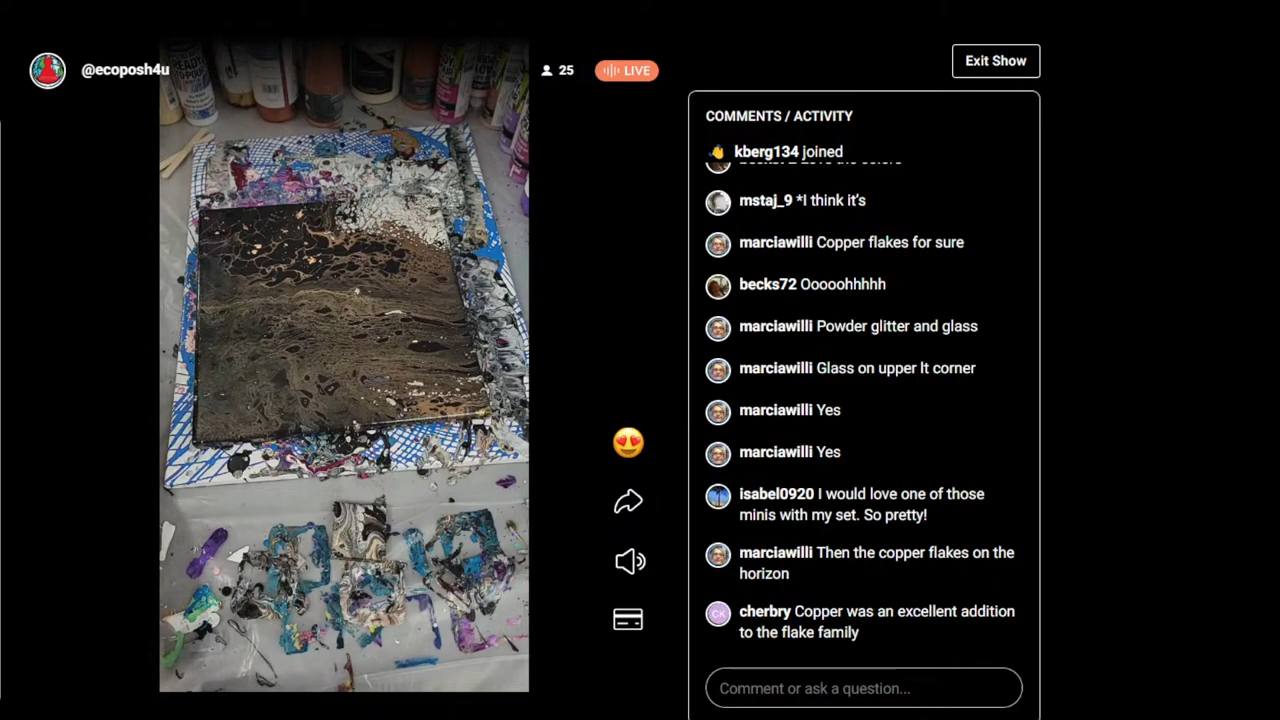 @ecoposh4u
25
LIVE
Exit Show
COMMENTS / ACTIVITY
kberg134 joined
mstaj_9 *I think it's
marciawilli Copper flakes for sure
becks72 Ooooohhhhh
marciawilli Powder glitter and glass
marciawilli Glass on upper lt corner
marciawilli Yes
marciawilli Yes
isabel0920 I would love one of those
minis with my set. So pretty!
marciawilli Then the copper flakes on the
horizon
CK
cherbry Copper was an excellent addition
to the flake family
Comment or ask a question...